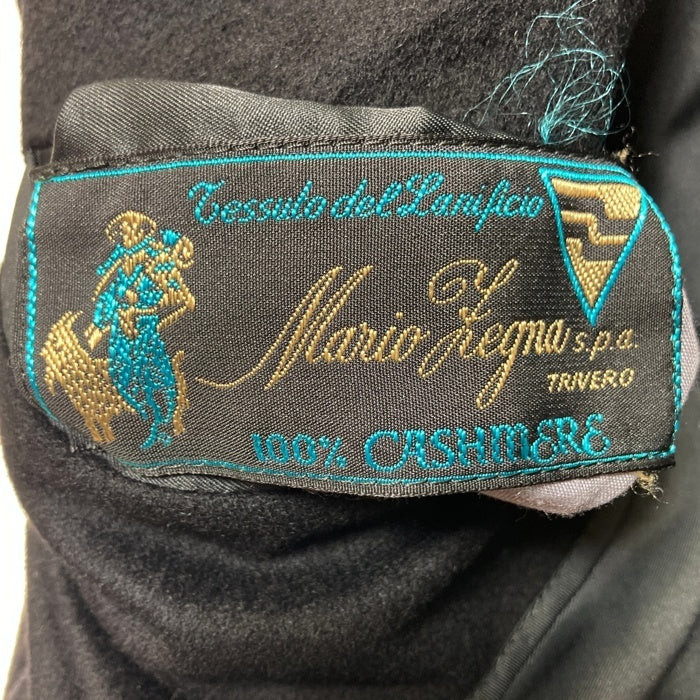 Tessuto del Lanificio
Mario Zegna s.p.a.
TRIVERO
100% CASHMERE